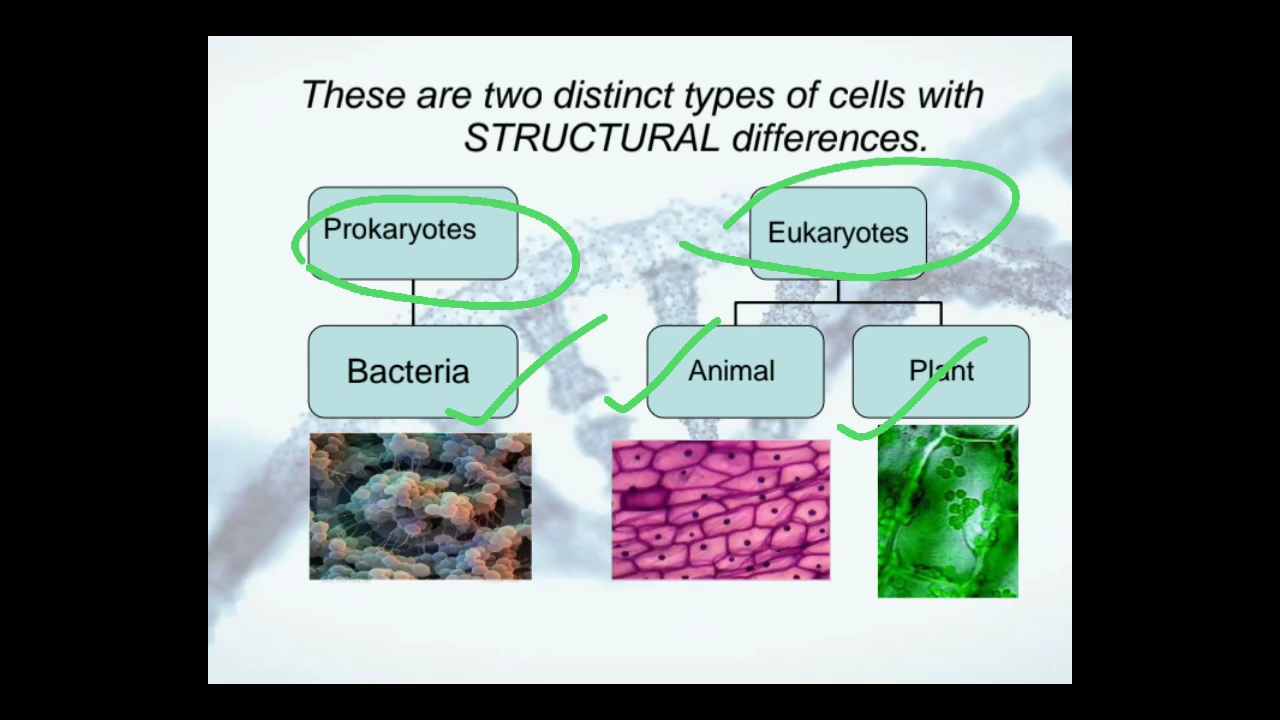 These are two distinct types of cells with
STRUCTURAL differences.
Prokaryotes
Eukaryotes
Bacteria
Animal
Plant